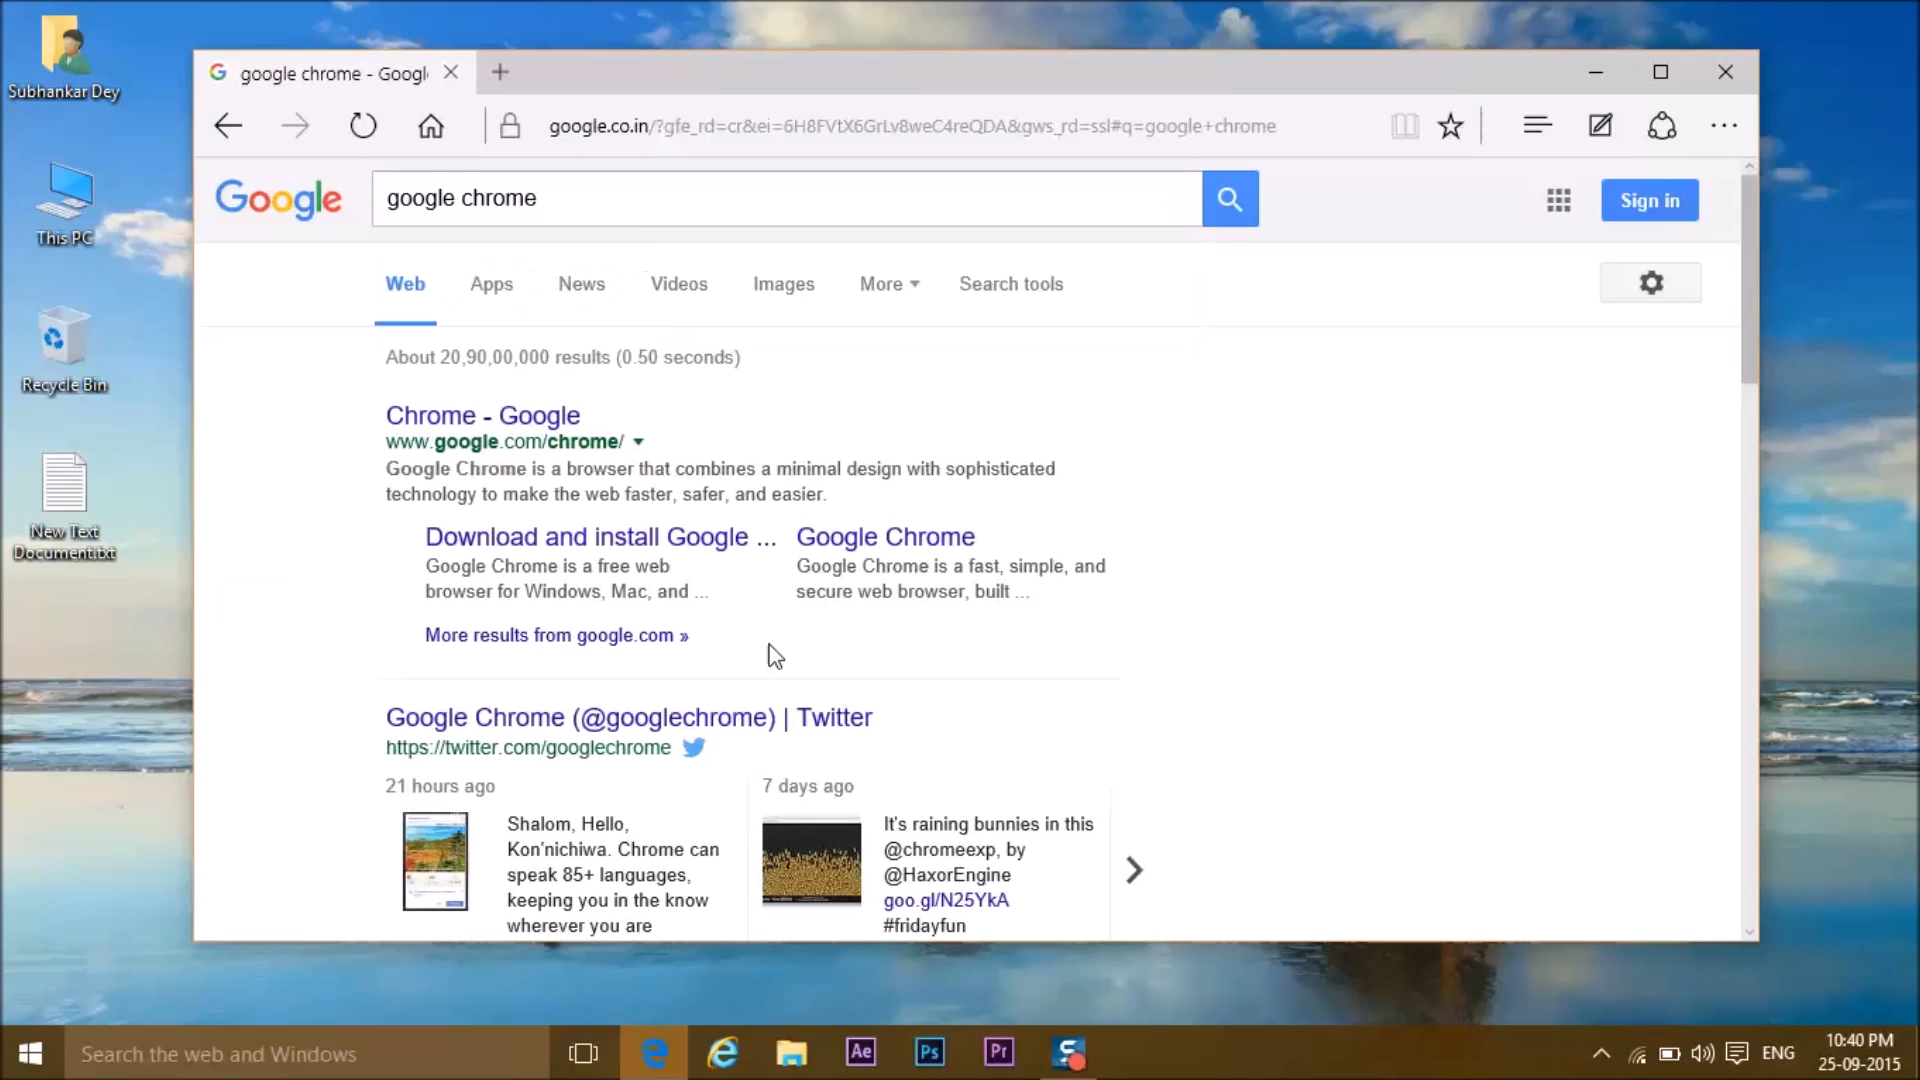 Subhankar Dey
This PC
Recycle Bin
New Text
Document.txt
google chrome - Googl
google.co.in/?gfe_rd=cr&ei=6H8FVtX6GrLv8weC4reQDA&gws_rd=ssl#q=google+chrome
Google
google chrome
Sign in
Web
Apps
News
Videos
Images
More
Search tools
About 20,90,00,000 results (0.50 seconds)
Chrome - Google
www.google.com/chrome/
Google Chrome is a browser that combines a minimal design with sophisticated
technology to make the web faster, safer, and easier.
Download and install Google ...
Google Chrome is a free web
browser for Windows, Mac, and ...
Google Chrome
Google Chrome is a fast, simple, and
secure web browser, built ...
More results from google.com »
Google Chrome (@googlechrome) | Twitter
https://twitter.com/googlechrome
21 hours ago
Shalom, Hello,
Kon'nichiwa. Chrome can
speak 85+ languages,
keeping you in the know
wherever you are
7 days ago
It's raining bunnies in this
@chromeexp, by
@HaxorEngine
goo.gl/N25YkA
#fridayfun
Search the web and Windows
Ae
Ps
Pr
S
ENG
10:40 PM
25-09-2015